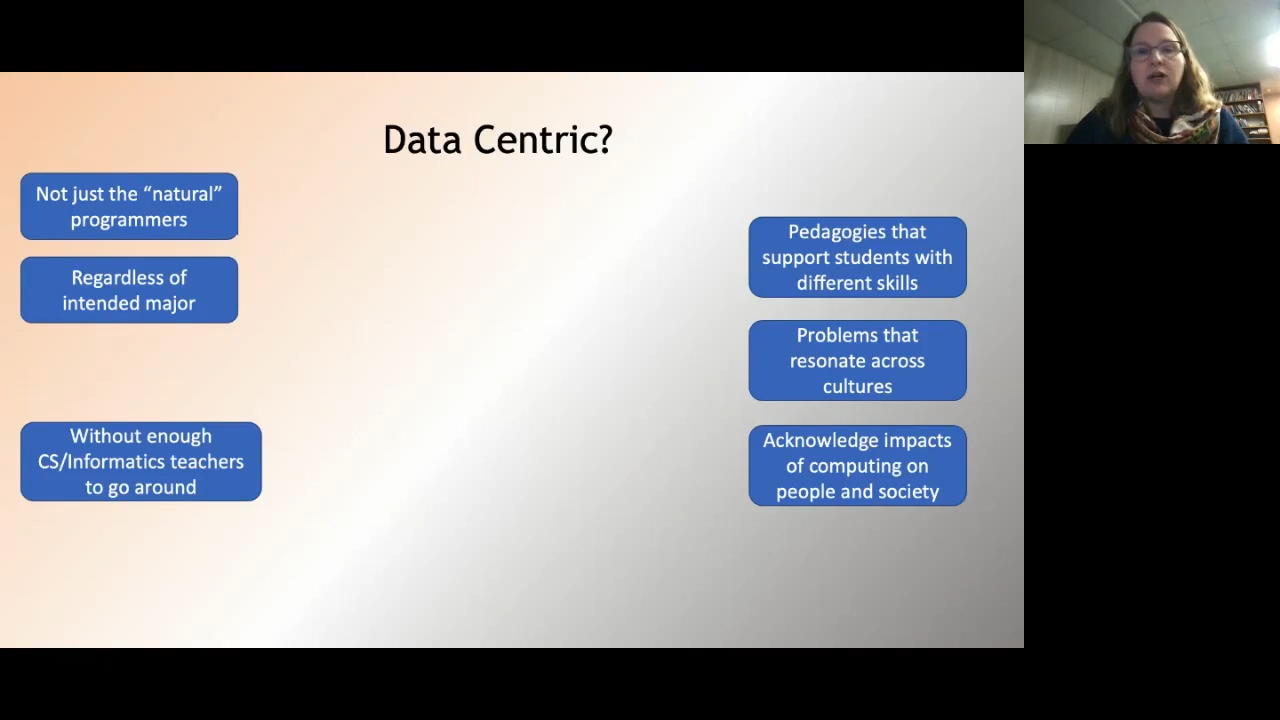 Data Centric?
Not just the “natural”
programmers
Regardless of
intended major
Without enough
CS/Informatics teachers
to go around
Pedagogies that
support students with
different skills
Problems that
resonate across
cultures
Acknowledge impacts
of computing on
people and society